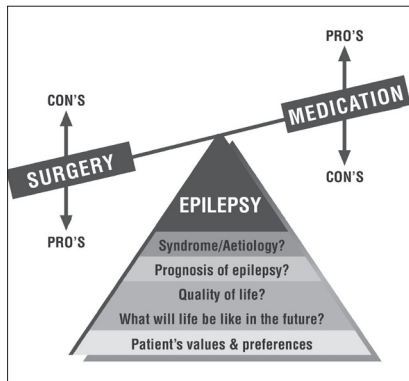 PRO'S
MEDICATION
CON'S
CON'S
SURGERY
PRO'S
EPILEPSY
Syndrome/Aetiology?
Prognosis of epilepsy?
Quality of life?
What will life be like in the future?
Patient's values & preferences